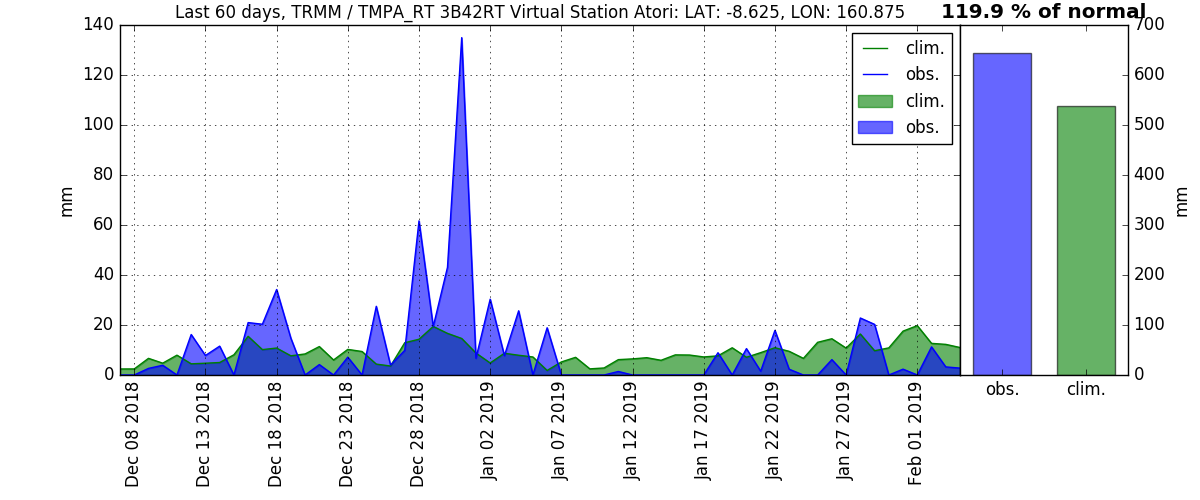 Last 60 days, TRMM / TMPA_RT 3B42RT Virtual Station Atori: LAT: -8.625, LON: 160.875
119.9 % of normal
140
120
100
80
60
40
20
0
mm
clim.
obs.
clim.
obs.
700
600
500
400
300
200
100
0
mm
Dec 08 2018
Dec 13 2018
Dec 18 2018
Dec 23 2018
Dec 28 2018
Jan 02 2019
Jan 07 2019
Jan 12 2019
Jan 17 2019
Jan 22 2019
Jan 27 2019
Feb 01 2019
obs.
clim.